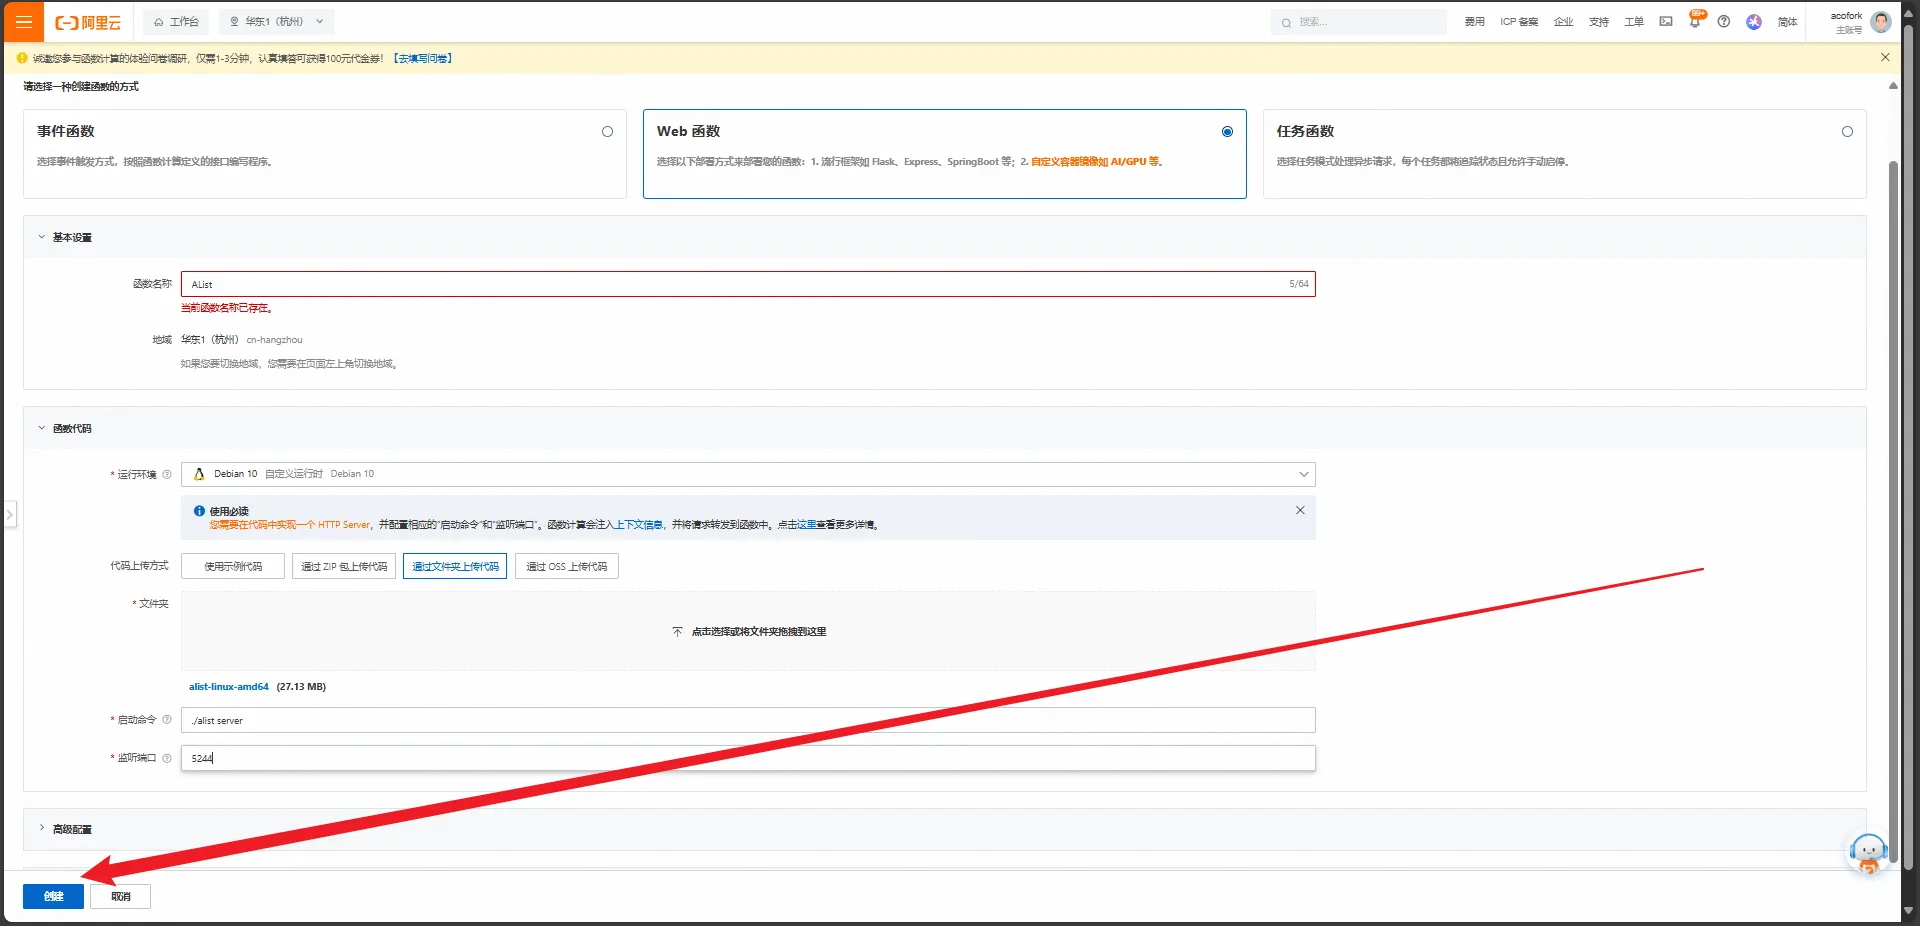 阿里云
工作台
华东1（杭州）
搜索...
费用
ICP 备案
企业
支持
工单
99+
简体
acofork
主账号
诚邀您参与函数计算的体验问卷调研，仅需1-3分钟，认真填答可获得100元代金券！【去填写问卷】
请选择一种创建函数的方式
事件函数
选择事件触发方式，按照函数计算定义的接口编写程序。
Web 函数
选择以下部署方式来部署您的函数：1. 流行框架如 Flask、Express、SpringBoot 等；2. 自定义容器镜像如 AI/GPU 等。
任务函数
选择任务模式处理异步请求，每个任务都将追踪状态且允许手动启停。
基本设置
函数名称
AList
5/64
当前函数名称已存在。
地域
华东1（杭州） cn-hangzhou
如果您要切换地域，您需要在页面左上角切换地域。
函数代码
* 运行环境
Debian 10 自定义运行时 Debian 10
使用必读
您需要在代码中实现一个 HTTP Server，并配置相应的“启动命令”和“监听端口”。函数计算会注入上下文信息，并将请求转发到函数中。点击这里查看更多详情。
代码上传方式
使用示例代码
通过 ZIP 包上传代码
通过文件夹上传代码
通过 OSS 上传代码
* 文件夹
点击选择或将文件夹拖拽到这里
alist-linux-amd64 (27.13 MB)
* 启动命令
./alist server
* 监听端口
5244
高级配置
创建
取消